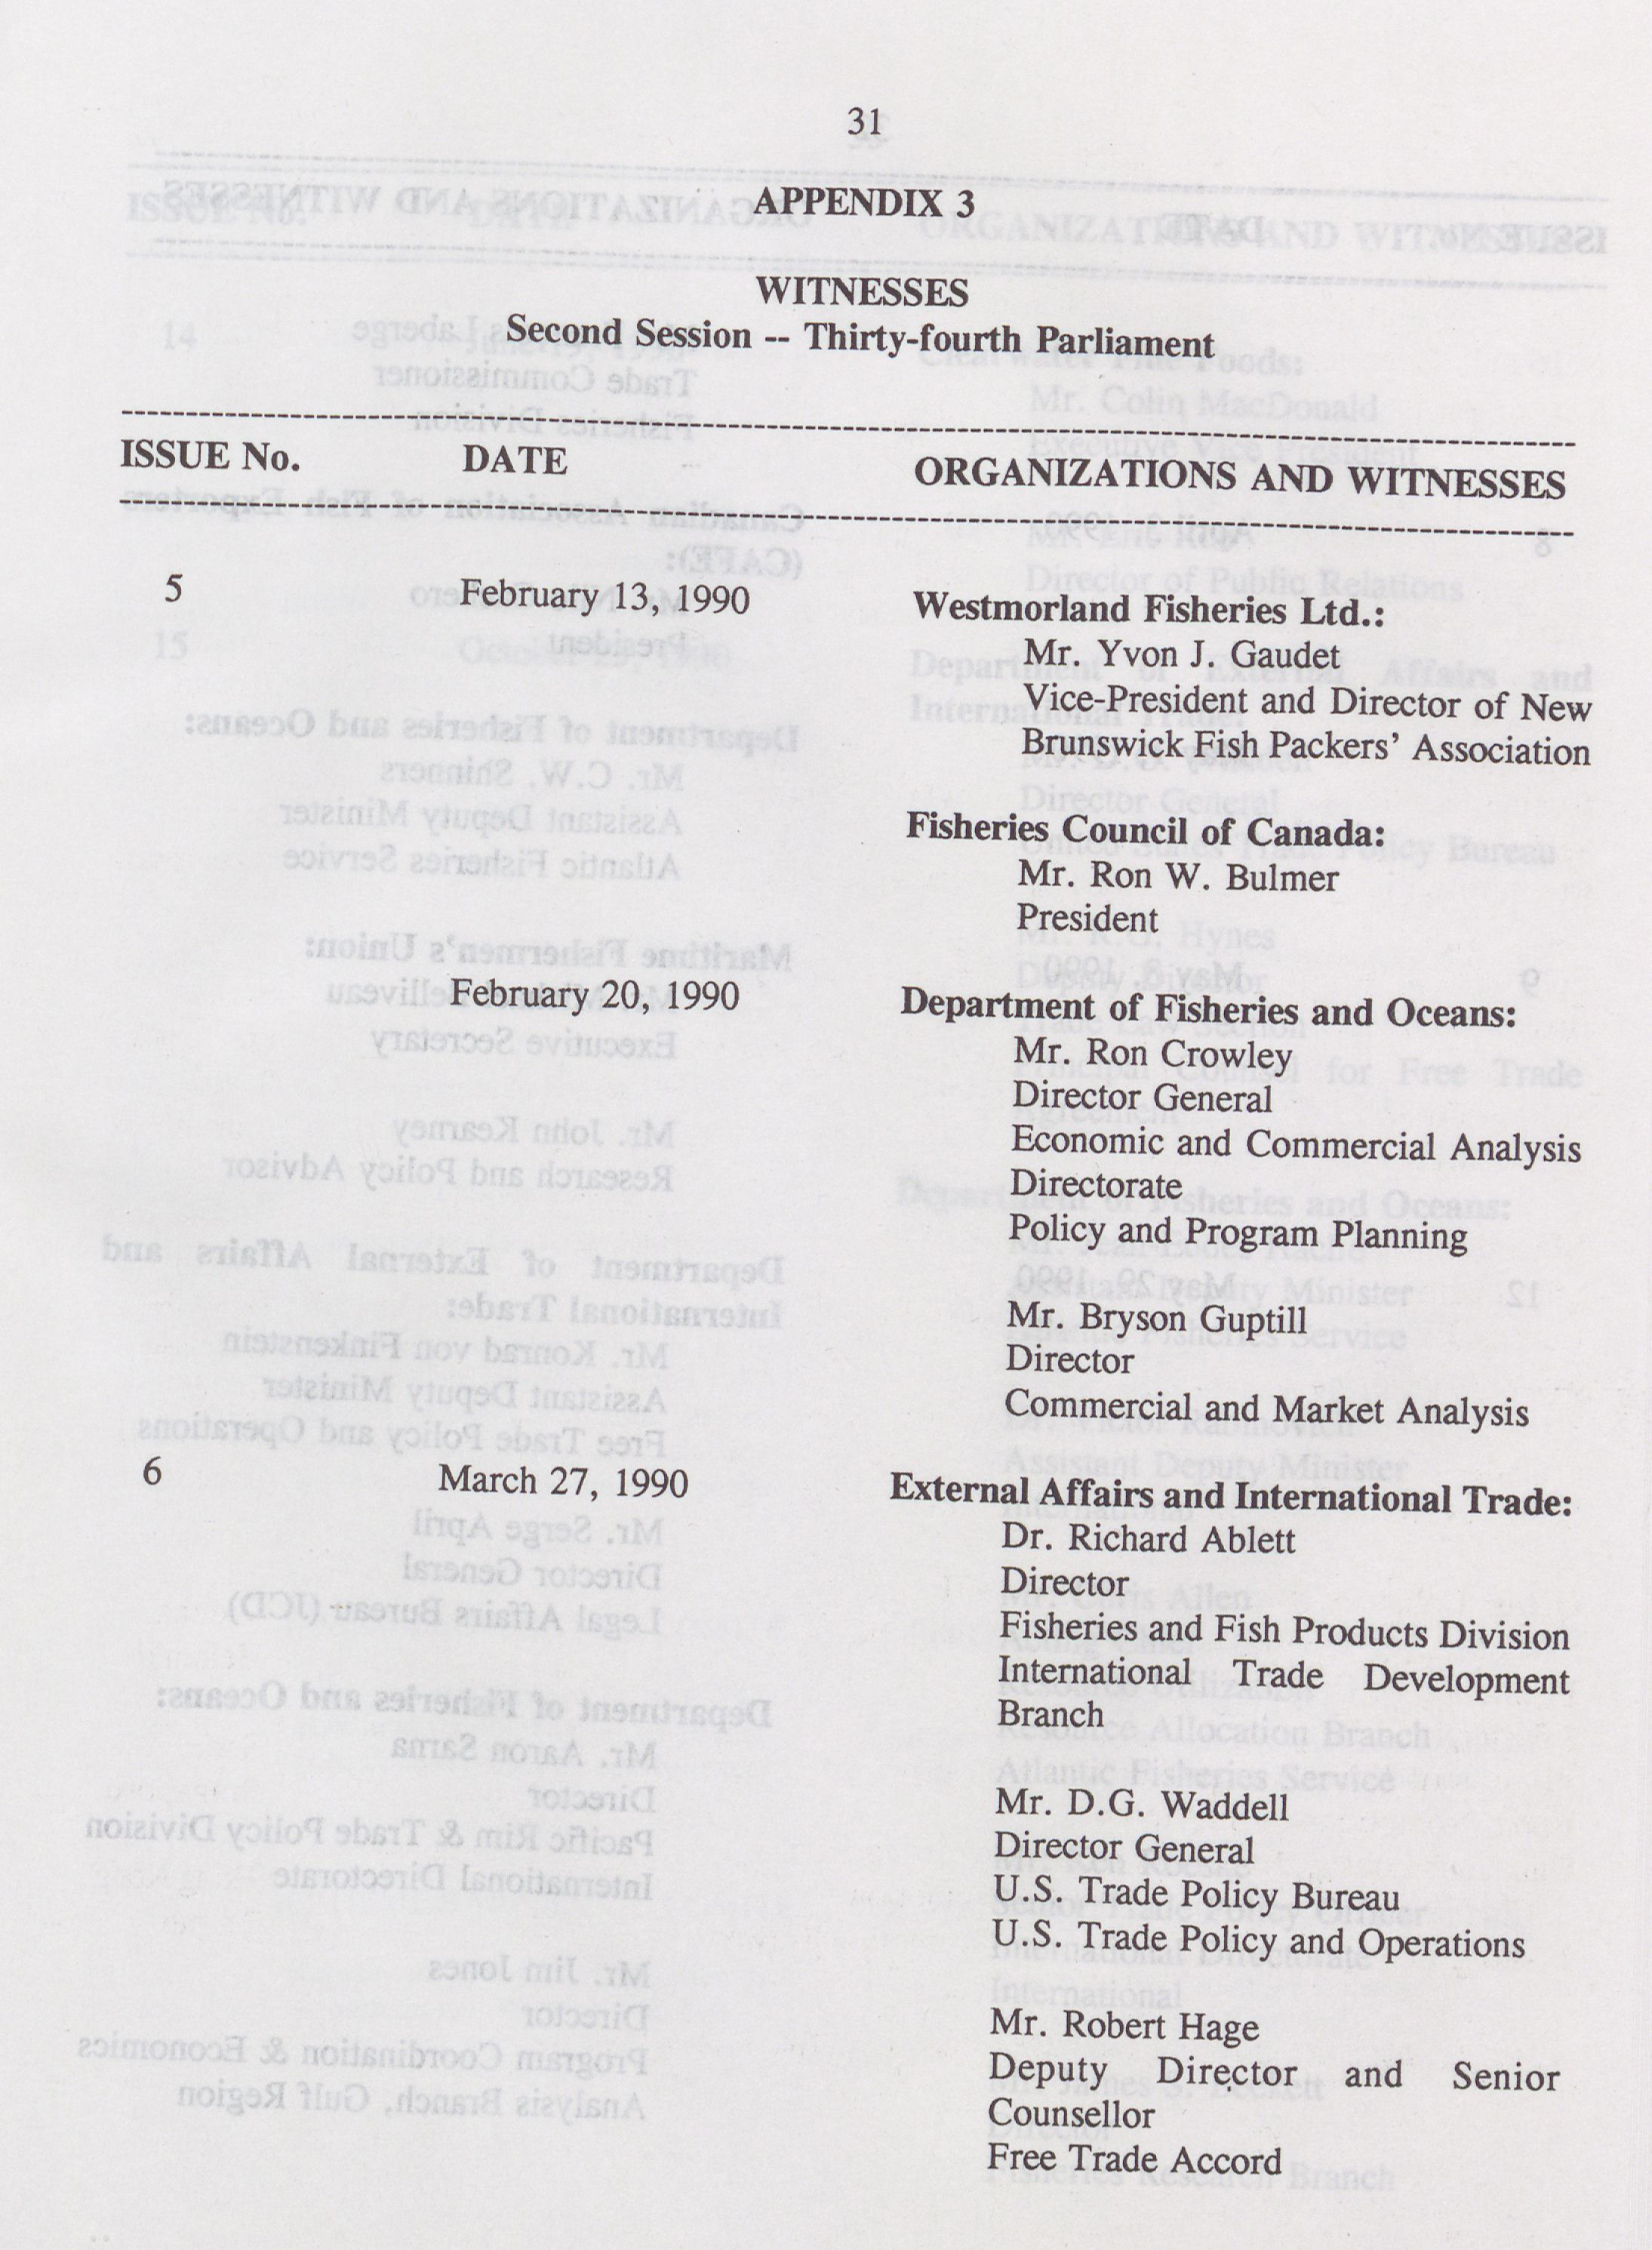 31
APPENDIX 3
WITNESSES
Second Session -- Thirty-fourth Parliament
ISSUE No. DATE ORGANIZATIONS AND WITNESSES
5 February 13, 1990 Westmorland Fisheries Ltd.:
Mr. Yvon J. Gaudet
Vice-President and Director of New
Brunswick Fish Packers’ Association
Fisheries Council of Canada:
Mr. Ron W. Bulmer
President
February 20, 1990 Department of Fisheries and Oceans:
Mr. Ron Crowley
Director General
Economic and Commercial Analysis
Directorate
Policy and Program Planning
Mr. Bryson Guptill
Director
Commercial and Market Analysis
6 March 27, 1990 External Affairs and International Trade:
Dr. Richard Ablett
Director
Fisheries and Fish Products Division
International Trade Development
Branch
Mr. D.G. Waddell
Director General
U.S. Trade Policy Bureau
U.S. Trade Policy and Operations
Mr. Robert Hage
Deputy Director and Senior
Counsellor
Free Trade Accord